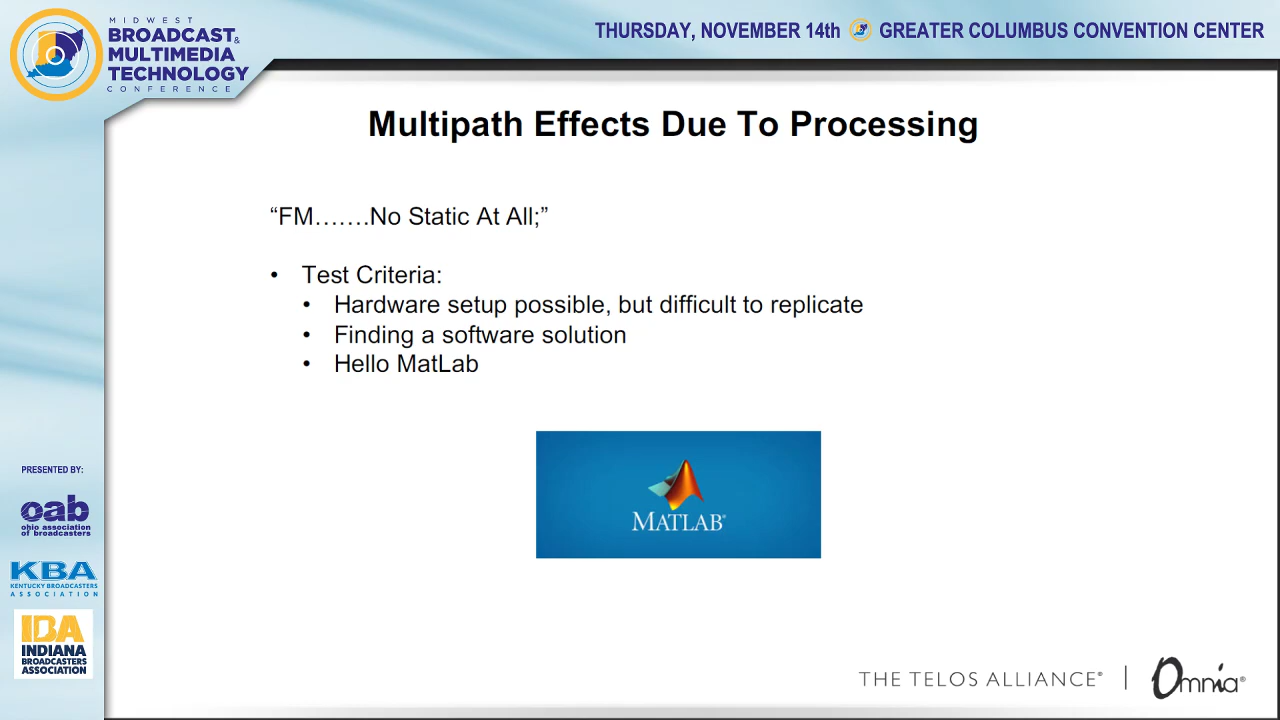 MIDWEST
BROADCAST&
MULTIMEDIA
TECHNOLOGY
CONFERENCE
THURSDAY, NOVEMBER 14th GREATER COLUMBUS CONVENTION CENTER
Multipath Effects Due To Processing
“FM…….No Static At All;”
• Test Criteria:
• Hardware setup possible, but difficult to replicate
• Finding a software solution
• Hello MatLab
MATLAB®
PRESENTED BY:
oab
ohio association
of broadcasters
KBA
KENTUCKY BROADCASTERS
ASSOCIATION
IBA
INDIANA
BROADCASTERS
ASSOCIATION
THE TELOS ALLIANCE® | Omnia®